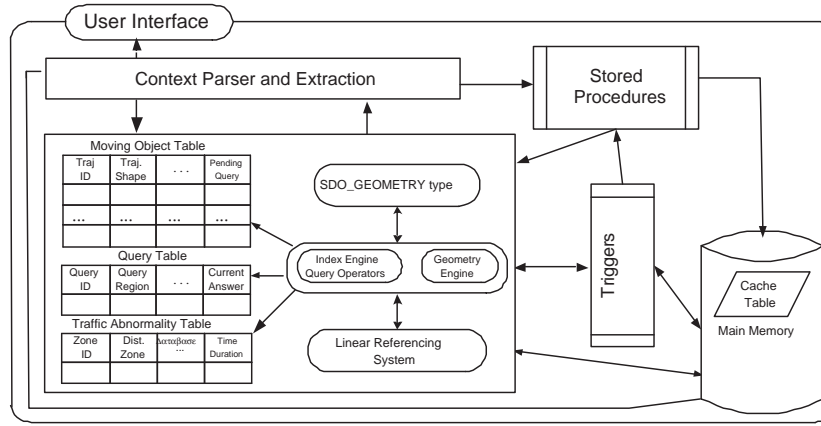 User Interface
Context Parser and Extraction
Stored
Procedures
Moving Object Table
Traj
ID
Traj.
Shape
. . .
Pending
Query
... ... ... ...
SDO_GEOMETRY type
Query Table
Query
ID
Query
Region
. . .
Current
Answer
Index Engine
Query Operators
Geometry
Engine
Triggers
Cache
Table
Main Memory
Traffic Abnormality Table
Zone
ID
Dist.
Zone
Δαταβασε
...
Time
Duration
Linear Referencing
System